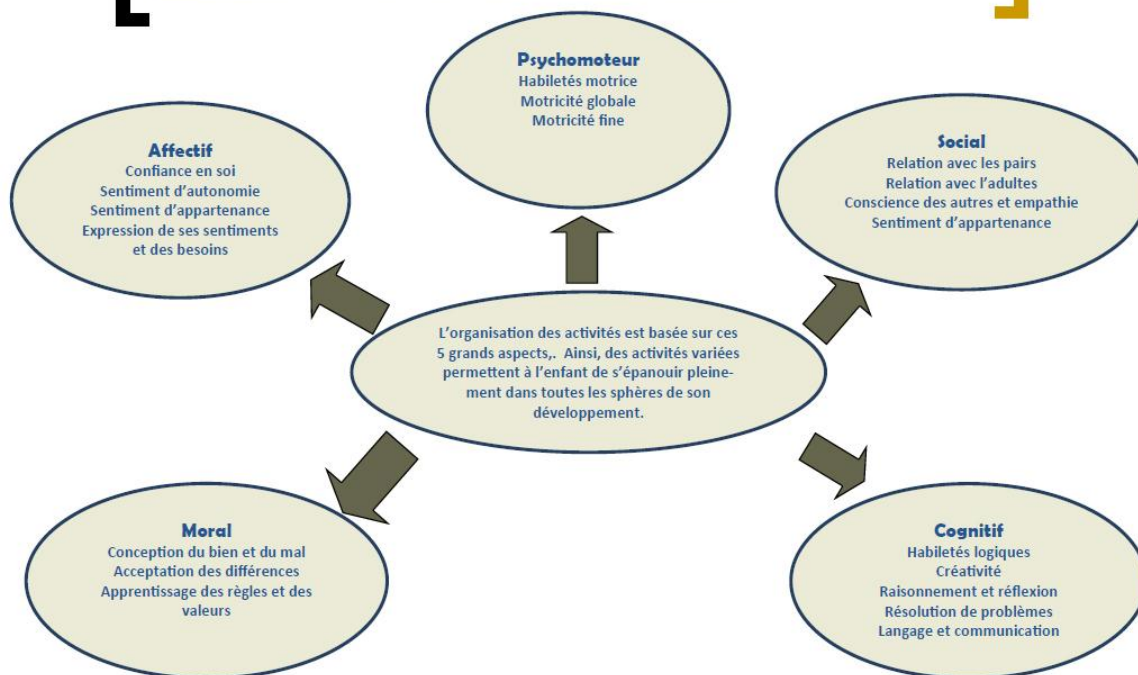 Psychomoteur
Habiletés motrice
Motricité globale
Motricité fine
Affectif
Confiance en soi
Sentiment d'autonomie
Sentiment d'appartenance
Expression de ses sentiments
et des besoins
Social
Relation avec les pairs
Relation avec l'adultes
Conscience des autres et empathie
Sentiment d'appartenance
L'organisation des activités est basée sur ces
5 grands aspects,. Ainsi, des activités variées
permettent à l'enfant de s'épanouir pleine-
ment dans toutes les sphères de son
développement.
Moral
Conception du bien et du mal
Acceptation des différences
Apprentissage des règles et des
valeurs
Cognitif
Habiletés logiques
Créativité
Raisonnement et réflexion
Résolution de problèmes
Langage et communication